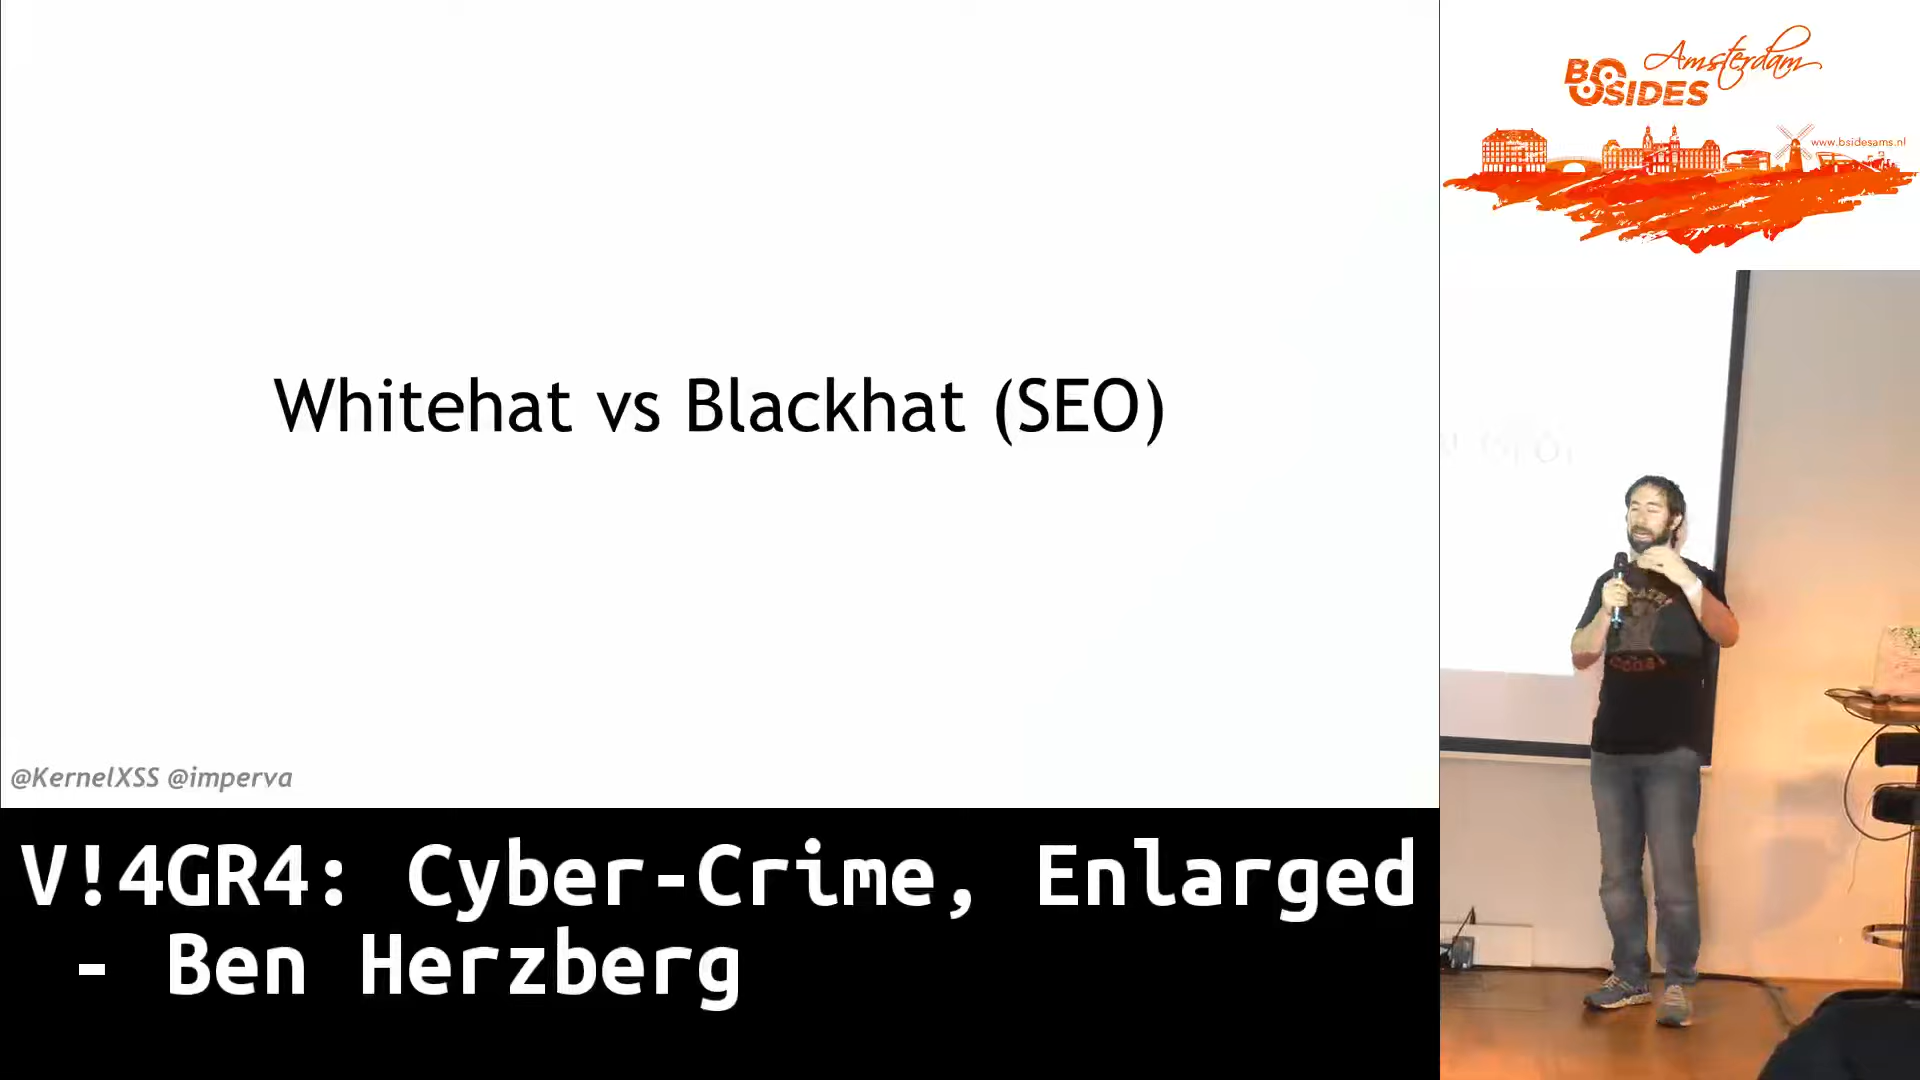 Whitehat vs Blackhat (SEO)
@KernelXSS @imperva
V!4GR4: Cyber-Crime, Enlarged
- Ben Herzberg
Amsterdam
BSIDES
www.bsidesams.nl